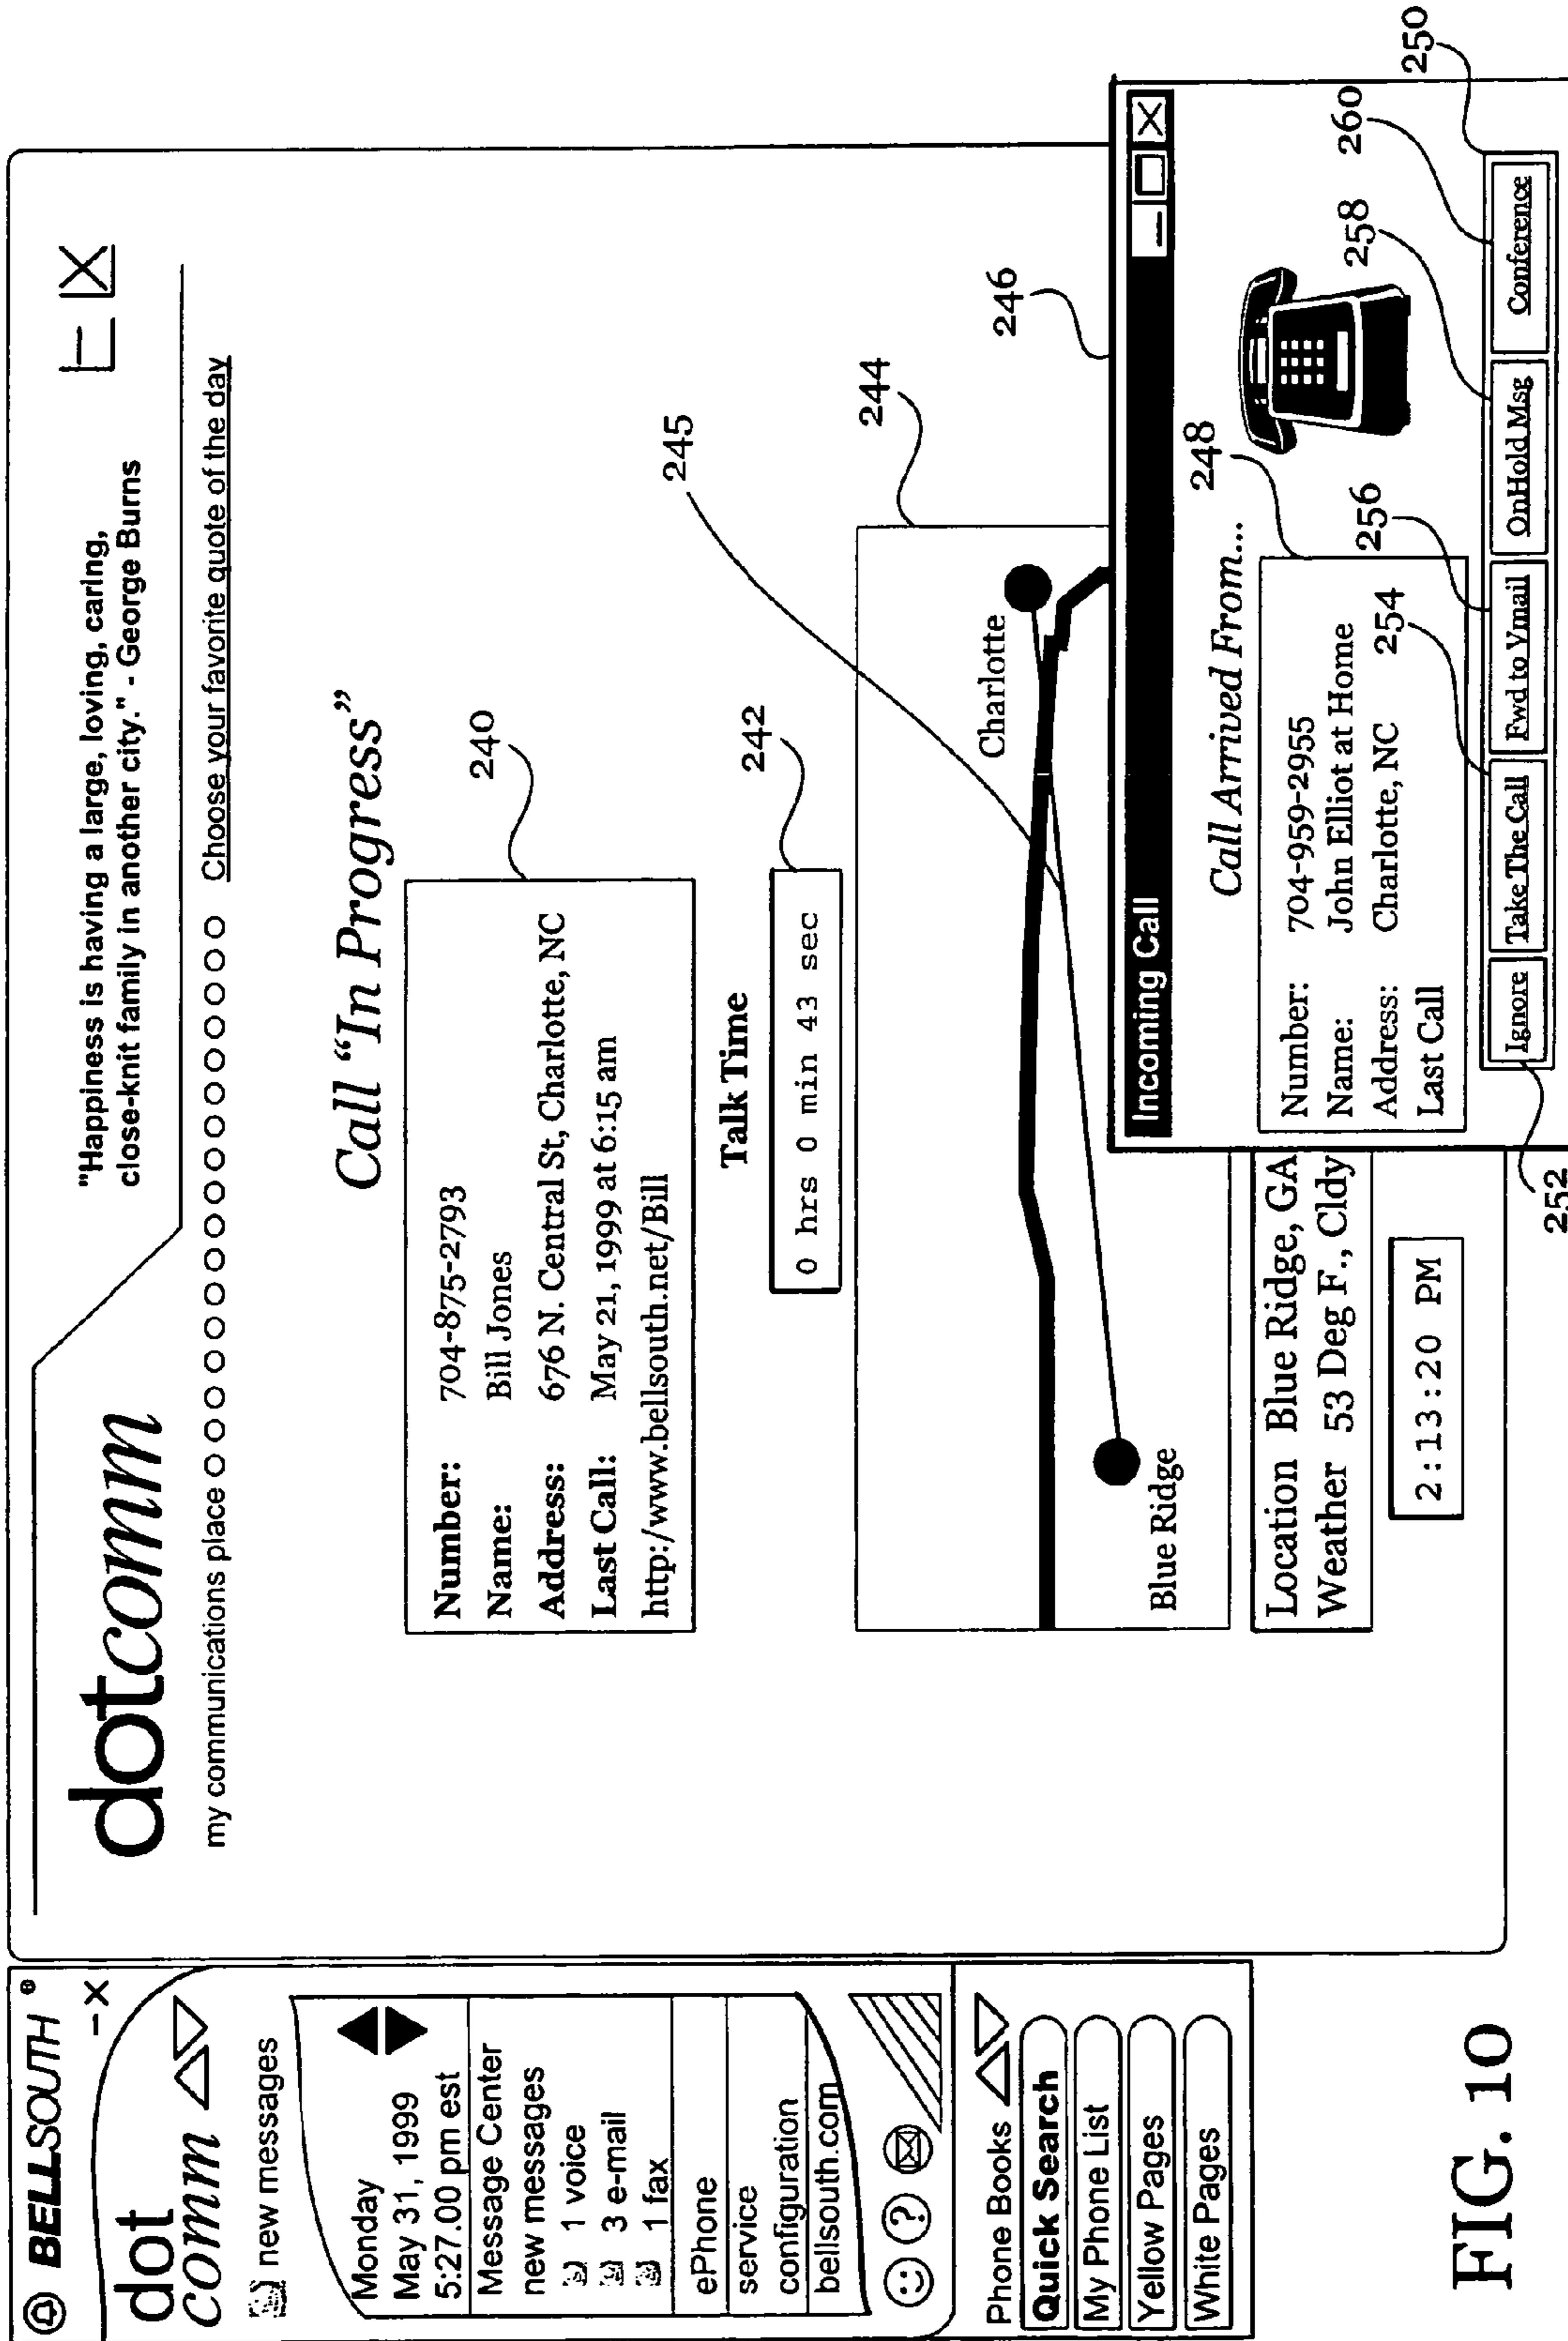 BELLSOUTH ®
- X
dot
comm
new messages
Monday
May 31, 1999
5:27.00 pm est
Message Center
new messages
1 voice
3 e-mail
1 fax
ePhone
service
configuration
bellsouth.com
?
Phone Books
Quick Search
My Phone List
Yellow Pages
White Pages
dotcomm
"Happiness is having a large, loving, caring,
close-knit family in another city." - George Burns
my communications place
Choose your favorite quote of the day
Call “In Progress”
Number: 704-875-2793
Name: Bill Jones
Address: 676 N. Central St, Charlotte, NC
Last Call: May 21, 1999 at 6:15 am
http:/www.bellsouth.net/Bill
240
Talk Time
0 hrs 0 min 43 sec
242
245
244
Charlotte
Blue Ridge
Location Blue Ridge, GA
Weather 53 Deg F., Cldy
2:13:20 PM
246
Incoming Call
Call Arrived From...
248
Number: 704-959-2955
Name: John Elliot at Home
Address: Charlotte, NC
Last Call
254
256
258
260
250
Ignore
Take The Call
Fwd to Vmail
OnHold Msg
Conference
252
FIG. 10